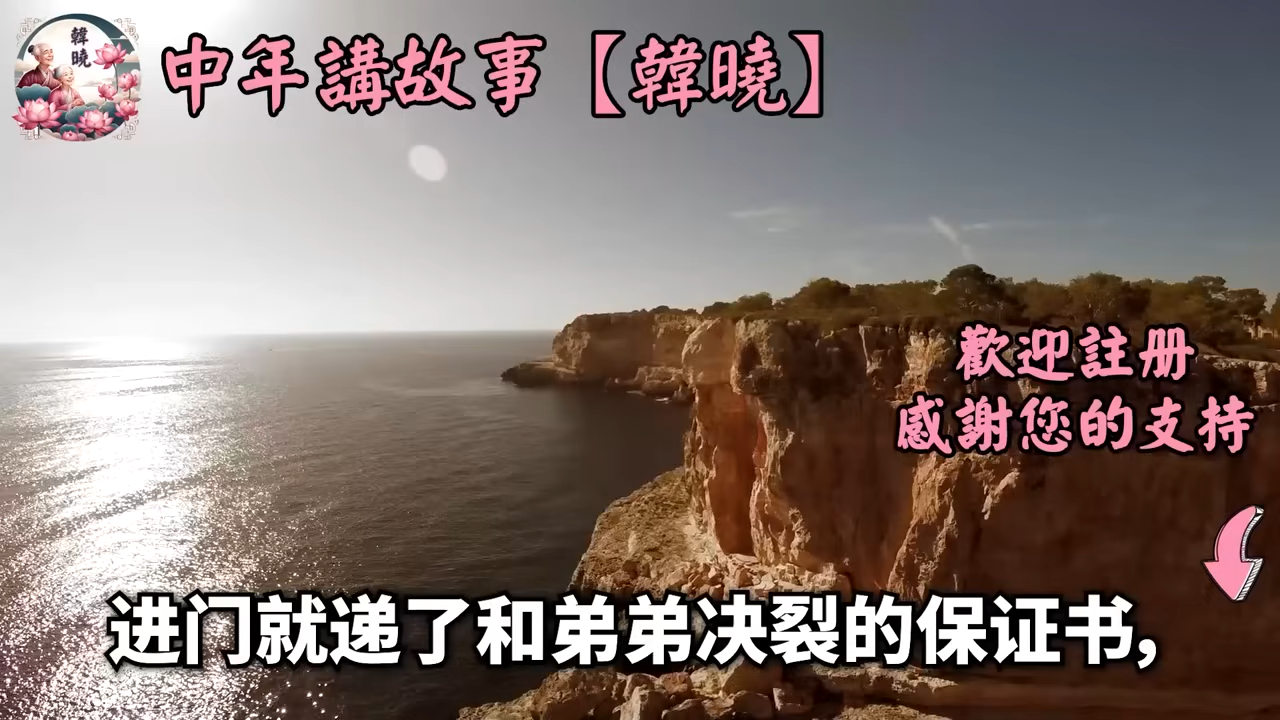 韓
曉
中年講故事【韓曉】
歡迎註册
感謝您的支持
进门就递了和弟弟决裂的保证书,